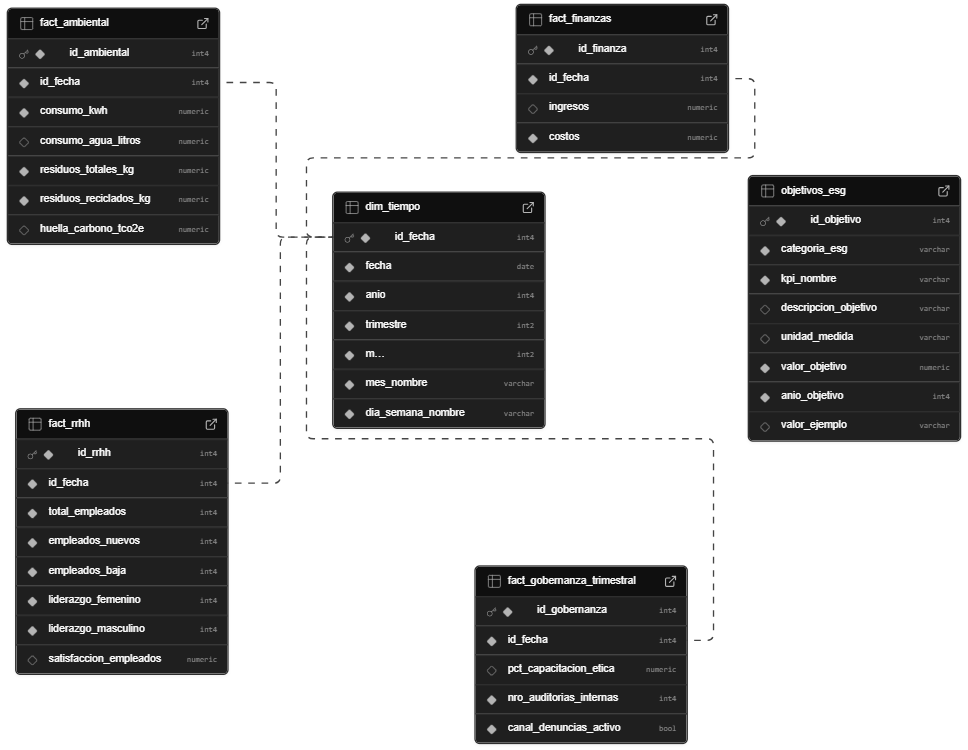 fact_ambiental
id_ambiental int4
id_fecha int4
consumo_kwh numeric
consumo_agua_litros numeric
residuos_totales_kg numeric
residuos_reciclados_kg numeric
huella_carbono_tco2e numeric
fact_finanzas
id_finanza int4
id_fecha int4
ingresos numeric
costos numeric
dim_tiempo
id_fecha int4
fecha date
anio int4
trimestre int2
m... int2
mes_nombre varchar
dia_semana_nombre varchar
objetivos_esg
id_objetivo int4
categoria_esg varchar
kpi_nombre varchar
descripcion_objetivo varchar
unidad_medida varchar
valor_objetivo numeric
anio_objetivo int4
valor_ejemplo varchar
fact_rrhh
id_rrhh int4
id_fecha int4
total_empleados int4
empleados_nuevos int4
empleados_baja int4
liderazgo_femenino int4
liderazgo_masculino int4
satisfaccion_empleados numeric
fact_gobernanza_trimestral
id_gobernanza int4
id_fecha int4
pct_capacitacion_etica numeric
nro_auditorias_internas int4
canal_denuncias_activo bool